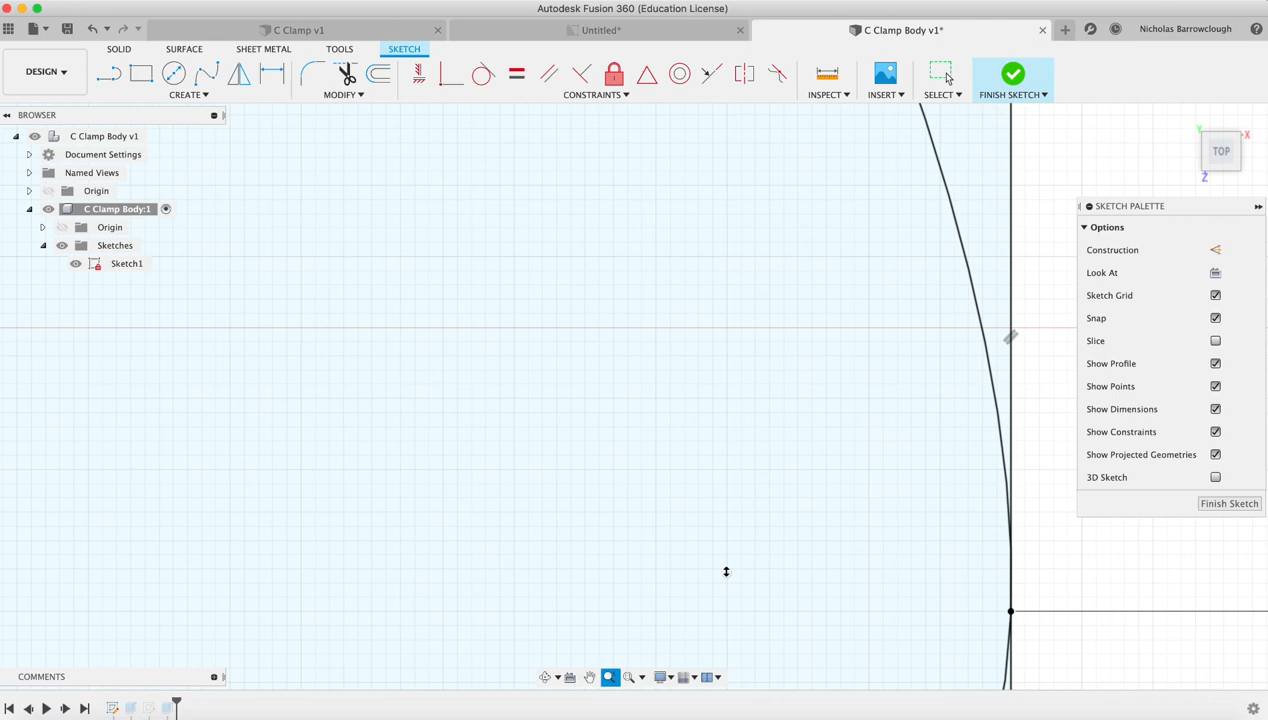 Autodesk Fusion 360 (Education License)
C Clamp v1
Untitled*
C Clamp Body v1*
Nicholas Barrowclough
DESIGN
SOLID SURFACE SHEET METAL TOOLS SKETCH
CREATE MODIFY CONSTRAINTS INSPECT INSERT SELECT FINISH SKETCH
BROWSER
C Clamp Body v1
Document Settings
Named Views
Origin
C Clamp Body:1
Origin
Sketches
Sketch1
Y
X
TOP
Z
SKETCH PALETTE
Options
Construction
Look At
Sketch Grid
Snap
Slice
Show Profile
Show Points
Show Dimensions
Show Constraints
Show Projected Geometries
3D Sketch
Finish Sketch
COMMENTS